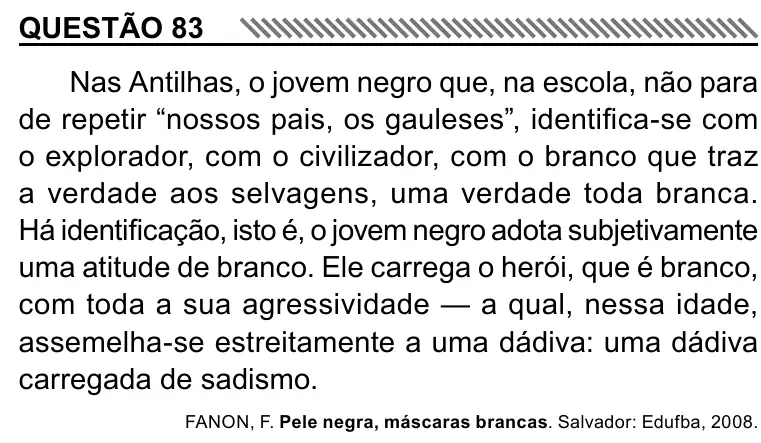 QUESTÃO 83
Nas Antilhas, o jovem negro que, na escola, não para
de repetir “nossos pais, os gauleses”, identifica-se com
o explorador, com o civilizador, com o branco que traz
a verdade aos selvagens, uma verdade toda branca.
Há identificação, isto é, o jovem negro adota subjetivamente
uma atitude de branco. Ele carrega o herói, que é branco,
com toda a sua agressividade — a qual, nessa idade,
assemelha-se estreitamente a uma dádiva: uma dádiva
carregada de sadismo.
FANON, F. Pele negra, máscaras brancas. Salvador: Edufba, 2008.